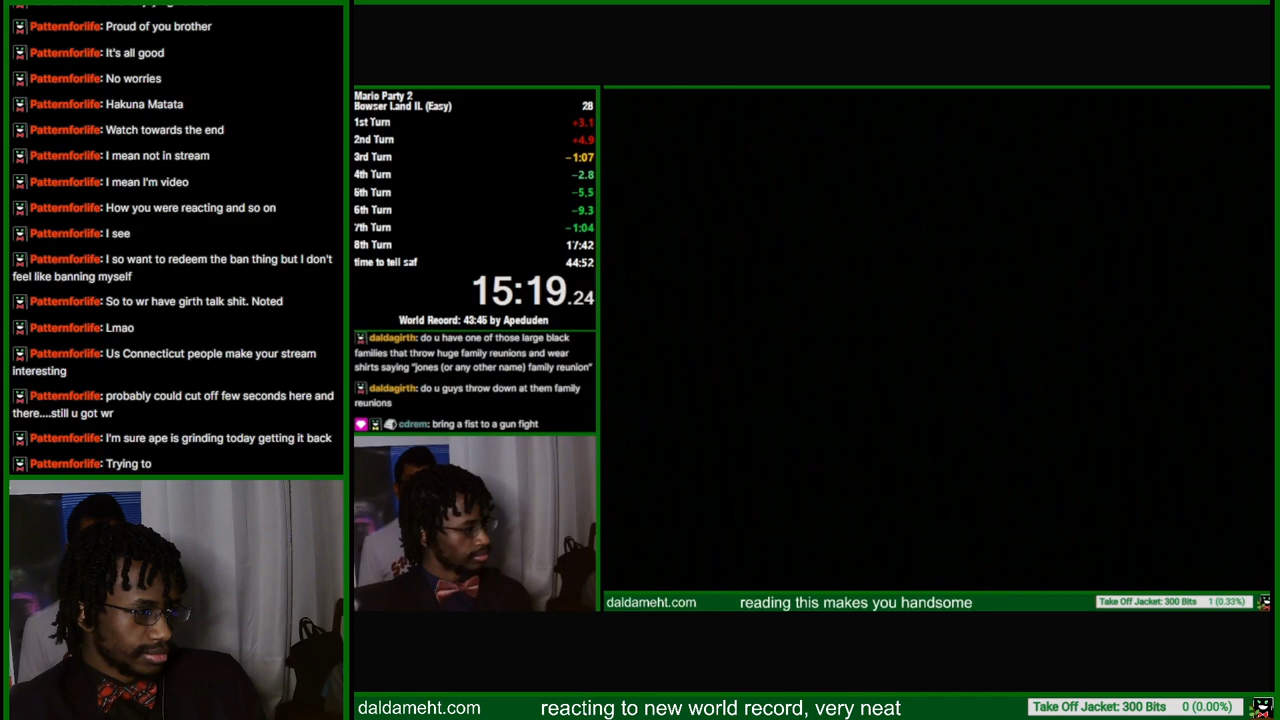 Patternforlife: Proud of you brother
Patternforlife: It's all good
Patternforlife: No worries
Patternforlife: Hakuna Matata
Patternforlife: Watch towards the end
Patternforlife: I mean not in stream
Patternforlife: I mean I'm video
Patternforlife: How you were reacting and so on
Patternforlife: I see
Patternforlife: I so want to redeem the ban thing but I don't
feel like banning myself
Patternforlife: So to wr have girth talk shit. Noted
Patternforlife: Lmao
Patternforlife: Us Connecticut people make your stream
interesting
Patternforlife: probably could cut off few seconds here and
there....still u got wr
Patternforlife: I'm sure ape is grinding today getting it back
Patternforlife: Trying to
Mario Party 2
Bowser Land IL (Easy) 28
1st Turn +3.1
2nd Turn +4.9
3rd Turn −1:07
4th Turn −2.8
5th Turn −5.5
6th Turn −9.3
7th Turn −1:04
8th Turn 17:42
time to tell saf 44:52
15:19.24
World Record: 43:46 by Apeduden
daldagirth: do u have one of those large black
families that throw huge family reunions and wear
shirts saying "jones (or any other name) family reunion"
daldagirth: do u guys throw down at them family
reunions
cdrem: bring a fist to a gun fight
daldameht.com reading this makes you handsome Take Off Jacket: 300 Bits 1 (0.33%)
daldameht.com reacting to new world record, very neat Take Off Jacket: 300 Bits 0 (0.00%)